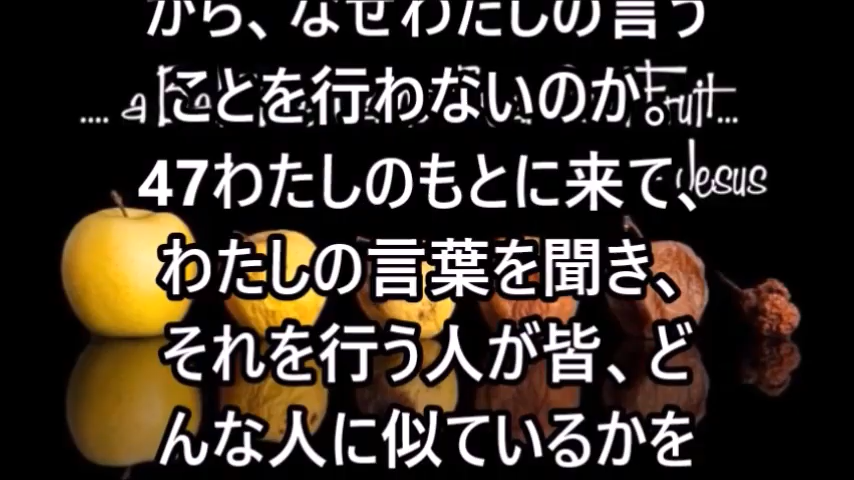 から、なぜわたしの言う
ことを行わないのか。
.... a Fruit...
47わたしのもとに来て、
Jesus
わたしの言葉を聞き、
それを行う人が皆、ど
んな人に似ているかを